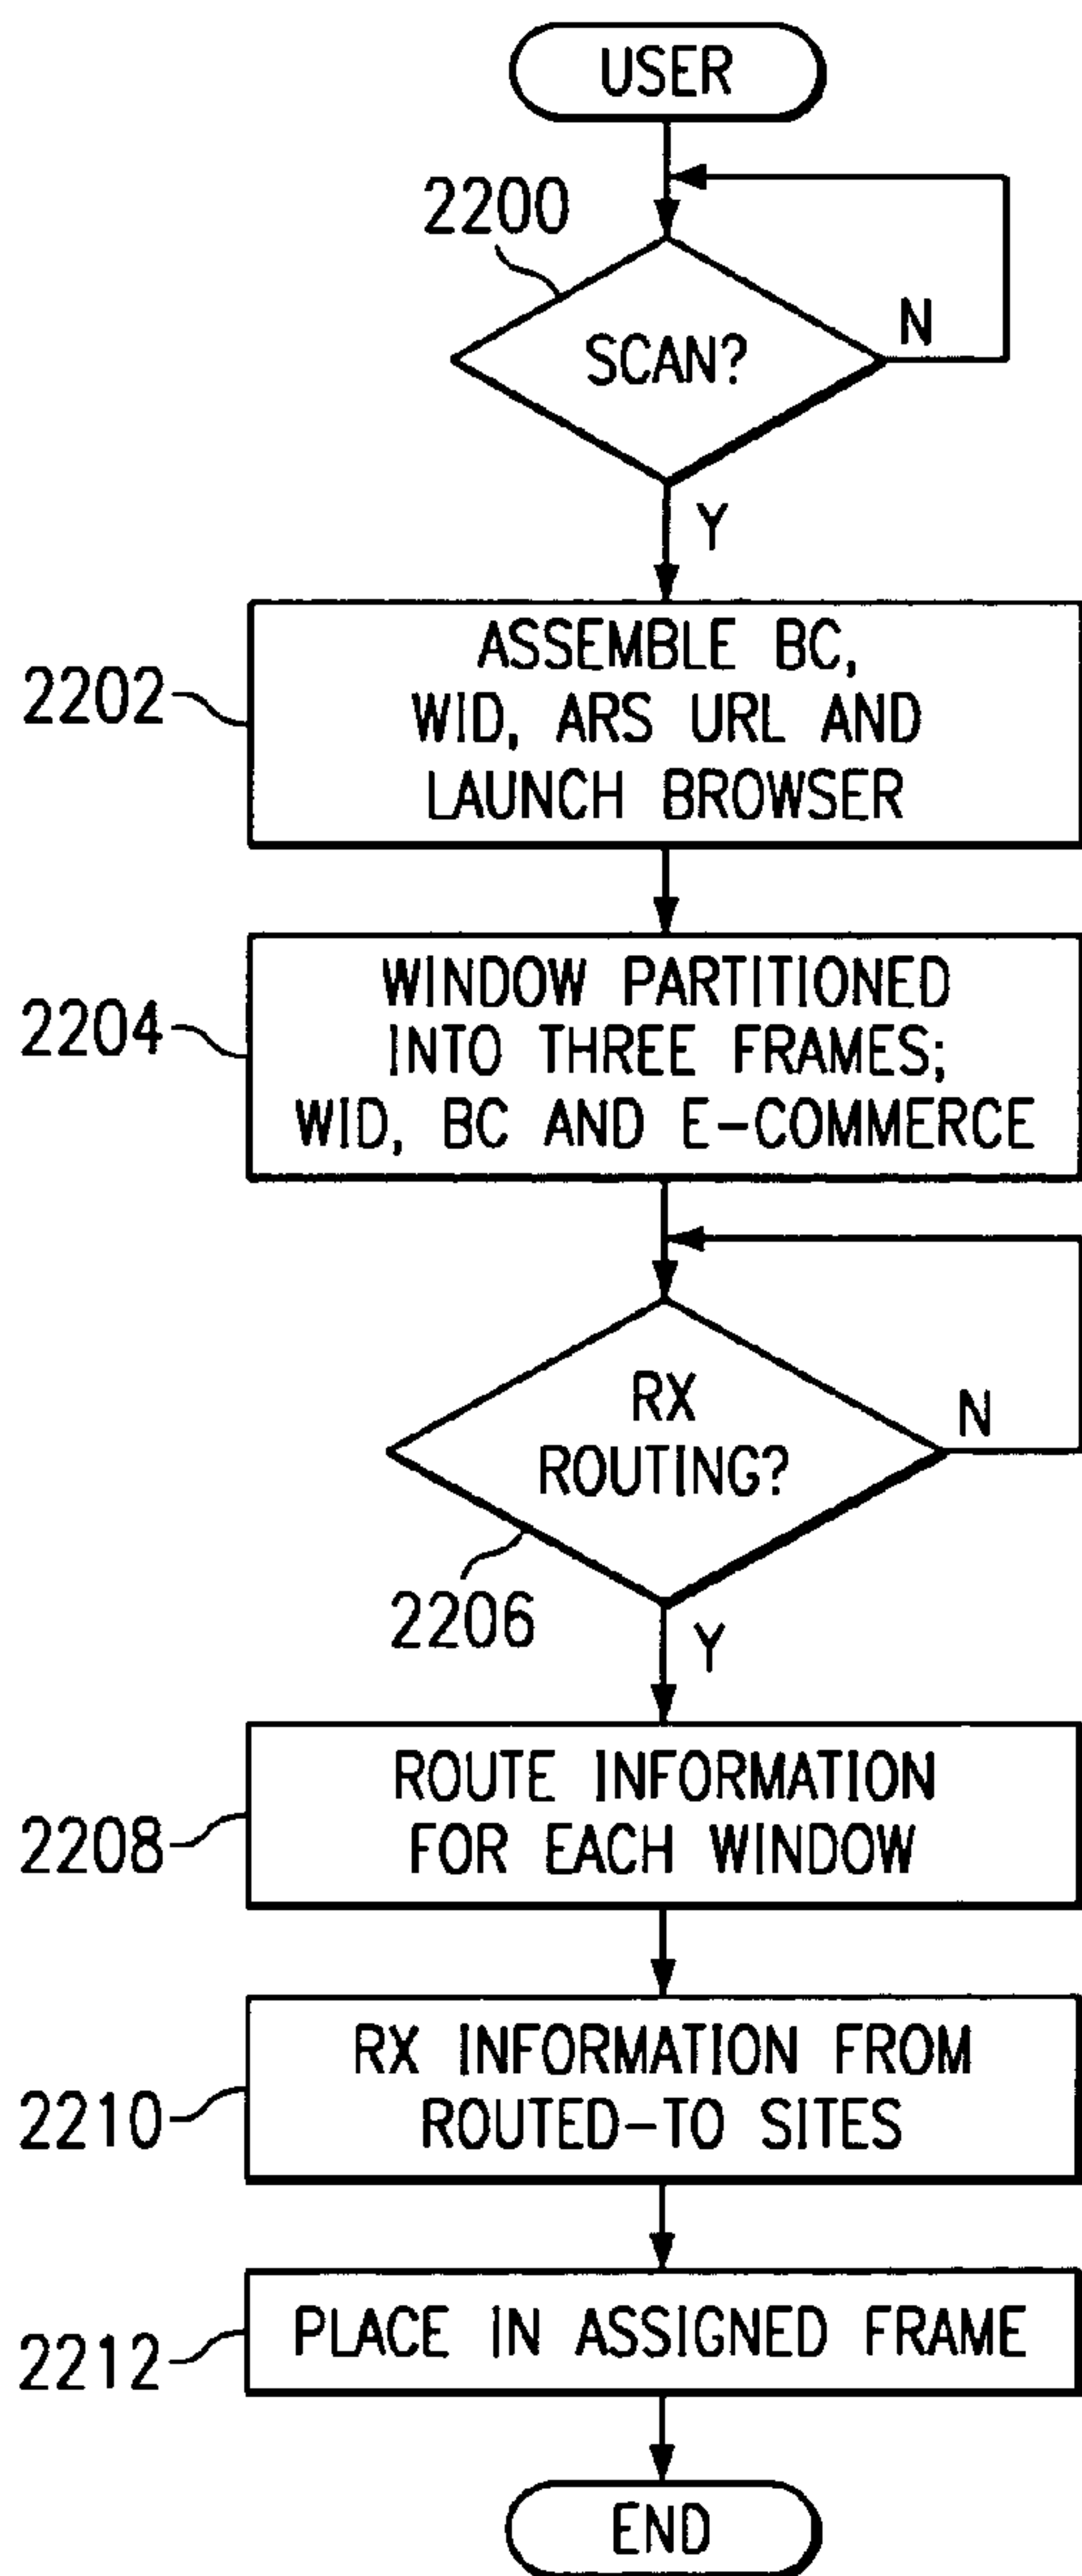 USER
2200
SCAN?
N
Y
2202
ASSEMBLE BC,
WID, ARS URL AND
LAUNCH BROWSER
2204
WINDOW PARTITIONED
INTO THREE FRAMES;
WID, BC AND E-COMMERCE
RX
ROUTING?
N
2206
Y
2208
ROUTE INFORMATION
FOR EACH WINDOW
2210
RX INFORMATION FROM
ROUTED-TO SITES
2212
PLACE IN ASSIGNED FRAME
END